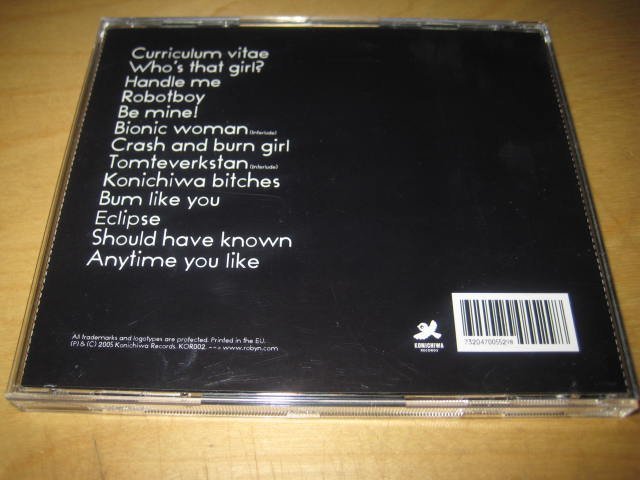 Curriculum vitae
Who's that girl?
Handle me
Robotboy
Be mine!
Bionic woman (Interlude)
Crash and burn girl
Tomteverkstan (Interlude)
Konichiwa bitches
Bum like you
Eclipse
Should have known
Anytime you like
All trademarks and logotypes are protected. Printed in the EU.
(P) & (C) 2005 Konichiwa Records. KOR002. --> www.robyn.com
KONICHIWA
RECORDS
7320470055298